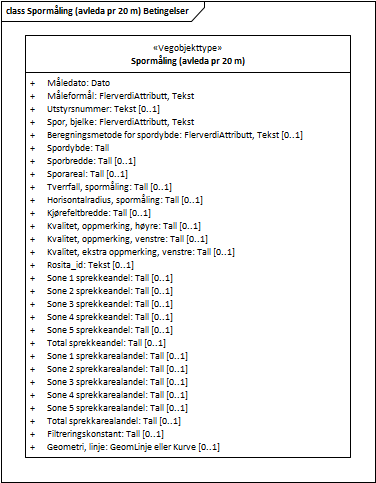 class Spormåling (avleda pr 20 m) Betingelser
«Vegobjekttype»
Spormåling (avleda pr 20 m)
+ Måledato: Dato
+ Måleformål: FlerverdiAttributt, Tekst
+ Utstyrsnummer: Tekst [0..1]
+ Spor, bjelke: FlerverdiAttributt, Tekst
+ Beregningsmetode for spordybde: FlerverdiAttributt, Tekst [0..1]
+ Spordybde: Tall
+ Sporbredde: Tall [0..1]
+ Sporareal: Tall [0..1]
+ Tverrfall, spormåling: Tall [0..1]
+ Horisontalradius, spormåling: Tall [0..1]
+ Kjørefeltbredde: Tall [0..1]
+ Kvalitet, oppmerking, høyre: Tall [0..1]
+ Kvalitet, oppmerking, venstre: Tall [0..1]
+ Kvalitet, ekstra oppmerking, venstre: Tall [0..1]
+ Rosita_id: Tekst [0..1]
+ Sone 1 sprekkeandel: Tall [0..1]
+ Sone 2 sprekkeandel: Tall [0..1]
+ Sone 3 sprekkeandel: Tall [0..1]
+ Sone 4 sprekkeandel: Tall [0..1]
+ Sone 5 sprekkeandel: Tall [0..1]
+ Total sprekkeandel: Tall [0..1]
+ Sone 1 sprekkarealandel: Tall [0..1]
+ Sone 2 sprekkarealandel: Tall [0..1]
+ Sone 3 sprekkarealandel: Tall [0..1]
+ Sone 4 sprekkarealandel: Tall [0..1]
+ Sone 5 sprekkarealandel: Tall [0..1]
+ Total sprekkarealandel: Tall [0..1]
+ Filtreringskonstant: Tall [0..1]
+ Geometri, linje: GeomLinje eller Kurve [0..1]